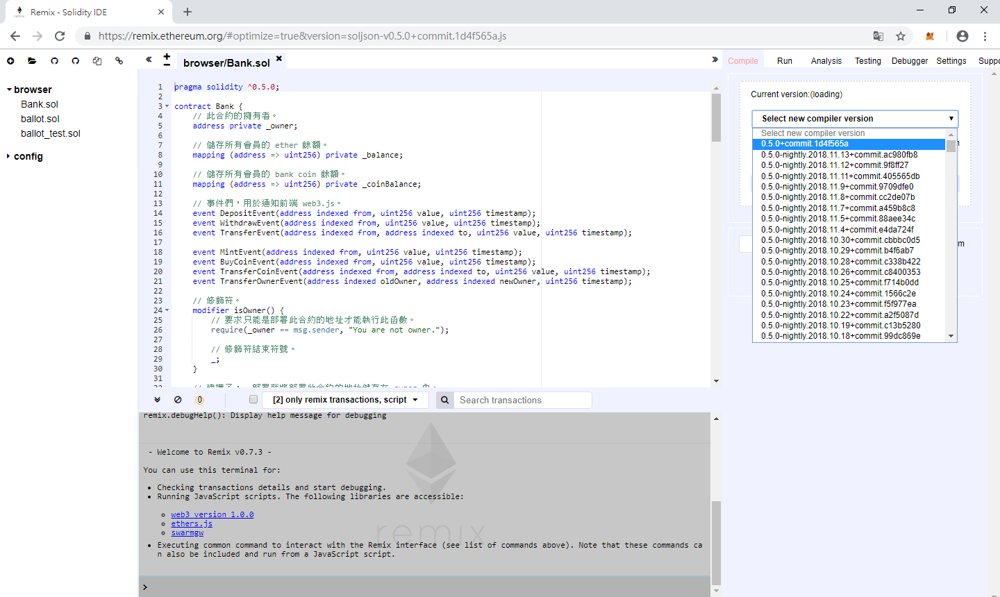 Remix - Solidity IDE
https://remix.ethereum.org/#optimize=true&version=soljson-v0.5.0+commit.1d4f565a.js
browser/Bank.sol
Compile
Run
Analysis
Testing
Debugger
Settings
Suppo
browser
Bank.sol
ballot.sol
ballot_test.sol
config
1 pragma solidity ^0.5.0;
2
3 contract Bank {
4 // 此合約的擁有者。
5 address private _owner;
6
7 // 儲存所有會員的 ether 餘額。
8 mapping (address => uint256) private _balance;
9
10 // 儲存所有會員的 bank coin 餘額。
11 mapping (address => uint256) private _coinBalance;
12
13 // 事件們，用於通知前端 web3.js。
14 event DepositEvent(address indexed from, uint256 value, uint256 timestamp);
15 event WithdrawEvent(address indexed from, uint256 value, uint256 timestamp);
16 event TransferEvent(address indexed from, address indexed to, uint256 value, uint256 timestamp);
17
18 event MintEvent(address indexed from, uint256 value, uint256 timestamp);
19 event BuyCoinEvent(address indexed from, uint256 value, uint256 timestamp);
20 event TransferCoinEvent(address indexed from, address indexed to, uint256 value, uint256 timestamp);
21 event TransferOwnerEvent(address indexed oldOwner, address indexed newOwner, uint256 timestamp);
22
23 // 修飾符。
24 modifier isOwner() {
25 // 要求只能是部署此合約的地址才能執行此函數。
26 require(_owner == msg.sender, "You are not owner.");
27
28 // 修飾符結束符號。
29 _;
30 }
31
0
[2] only remix transactions, script
Search transactions
remix.debugHelp(): Display help message for debugging
- Welcome to Remix v0.7.3 -
You can use this terminal for:
• Checking transactions details and start debugging.
• Running JavaScript scripts. The following libraries are accessible:
web3 version 1.0.0
ethers.js
swarmgw
remix
• Executing common command to interact with the Remix interface (see list of commands above). Note that these commands ca
n also be included and run from a JavaScript script.
>
Current version:(loading)
Select new compiler version
Select new compiler version
0.5.0+commit.1d4f565a
0.5.0-nightly.2018.11.13+commit.ac980fb8
0.5.0-nightly.2018.11.12+commit.9f8ff27
0.5.0-nightly.2018.11.11+commit.405565db
0.5.0-nightly.2018.11.9+commit.9709dfe0
0.5.0-nightly.2018.11.8+commit.cc2de07b
0.5.0-nightly.2018.11.7+commit.a459b8c8
0.5.0-nightly.2018.11.5+commit.88aee34c
0.5.0-nightly.2018.11.4+commit.e4da724f
0.5.0-nightly.2018.10.30+commit.cbbbc0d5
0.5.0-nightly.2018.10.29+commit.b4f6ab7
0.5.0-nightly.2018.10.28+commit.c338b422
0.5.0-nightly.2018.10.26+commit.c8400353
0.5.0-nightly.2018.10.25+commit.f714b0dd
0.5.0-nightly.2018.10.24+commit.1566c2e
0.5.0-nightly.2018.10.23+commit.f5f977ea
0.5.0-nightly.2018.10.22+commit.a2f5087d
0.5.0-nightly.2018.10.19+commit.c13b5280
0.5.0-nightly.2018.10.18+commit.99dc869e